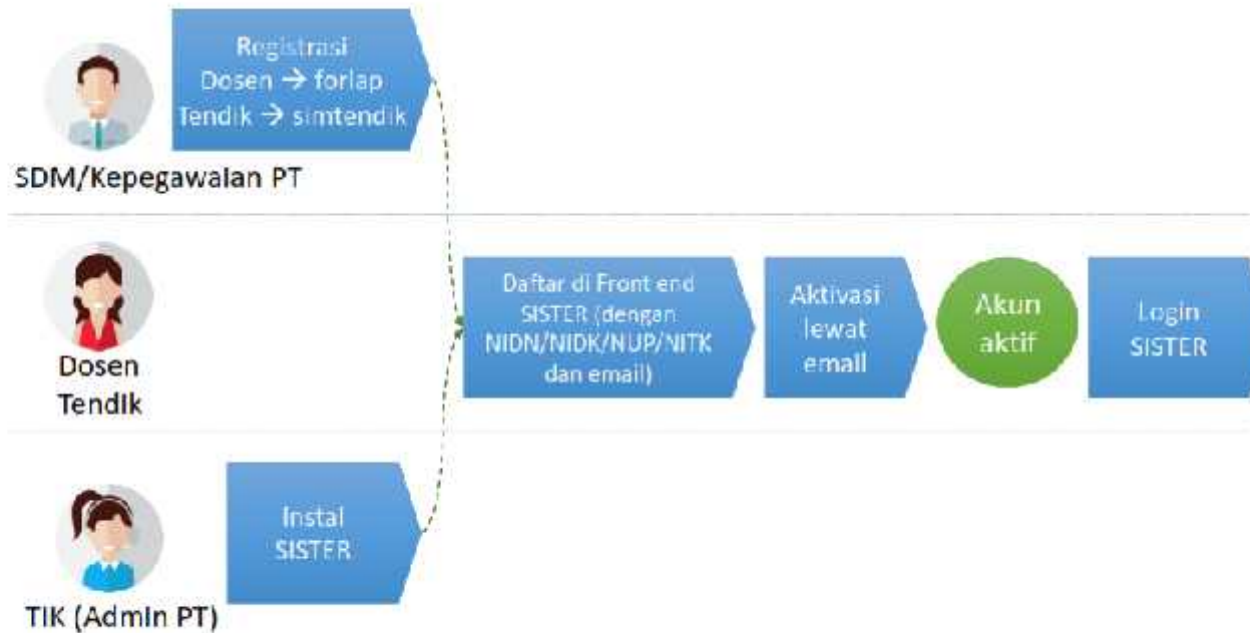 Registrasi
Dosen → forlap
Tendik → simtendik
SDM/Kepegawaian PT
Dosen
Tendik
Daftar di Front end
SISTER (dengan
NIDN/NIDK/NUP/NITK
dan email)
Aktivasi
lewat
email
Akun
aktif
Login
SISTER
Instal
SISTER
TIK (Admin PT)